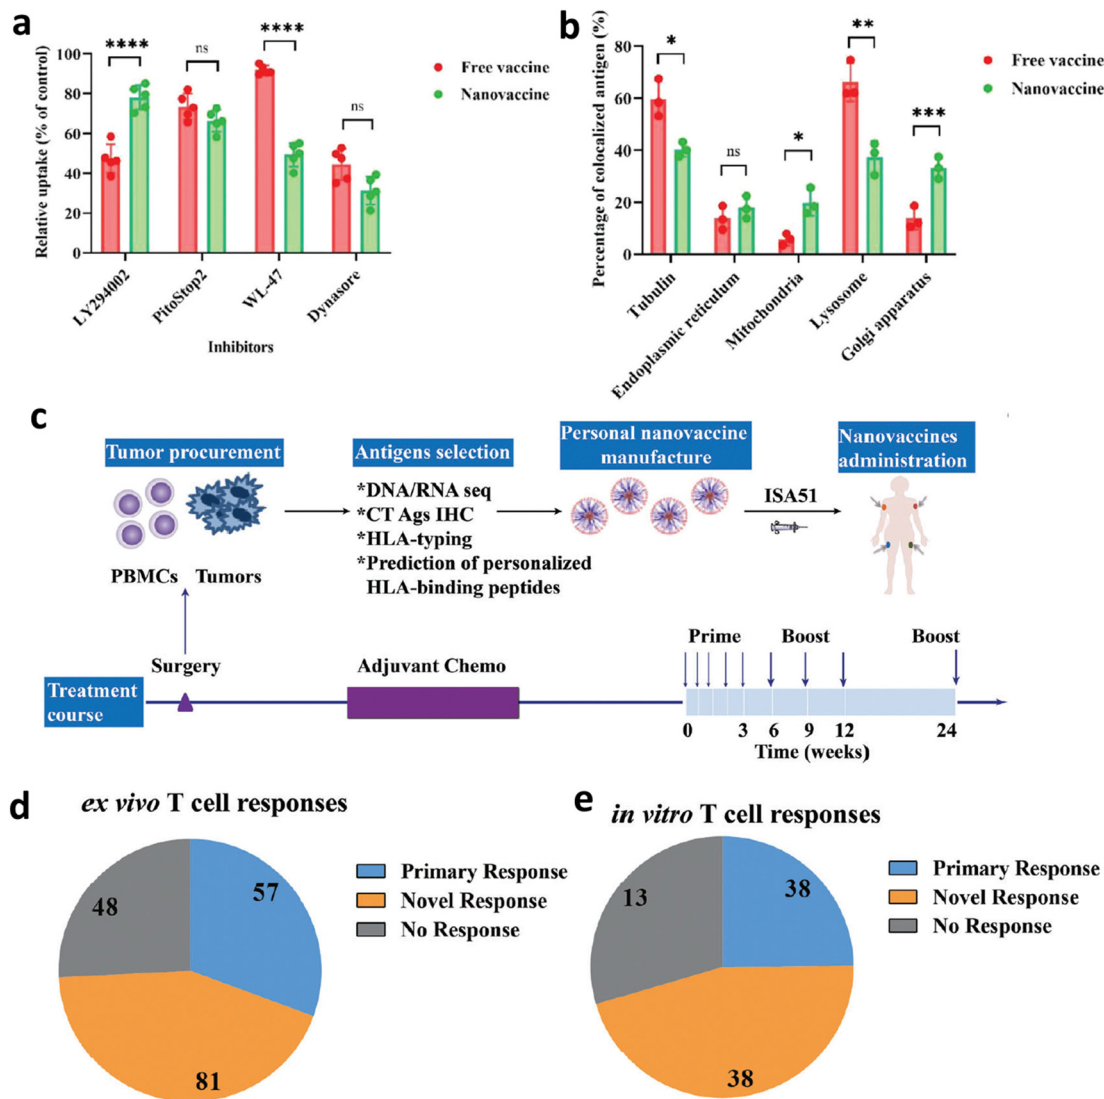 a
Relative uptake (% of control)
100
80
60
40
20
0
****
ns
****
ns
Free vaccine
Nanovaccine
LY294002
PitoStop2
WL-47
Dynasore
Inhibitors
b
Percentage of colocalized antigen (%)
80
60
40
20
0
*
ns
*
**
***
Free vaccine
Nanovaccine
Tubulin
Endoplasmic reticulum
Mitochondria
Lysosome
Golgi apparatus
c
Tumor procurement
PBMCs Tumors
Antigens selection
*DNA/RNA seq
*CT Ags IHC
*HLA-typing
*Prediction of personalized
HLA-binding peptides
Personal nanovaccine
manufacture
ISA51
Nanovaccines
administration
Treatment
course
Surgery
Adjuvant Chemo
Prime Boost Boost
0 3 6 9 12 24
Time (weeks)
d
ex vivo T cell responses
48
57
81
Primary Response
Novel Response
No Response
e
in vitro T cell responses
13
38
38
Primary Response
Novel Response
No Response